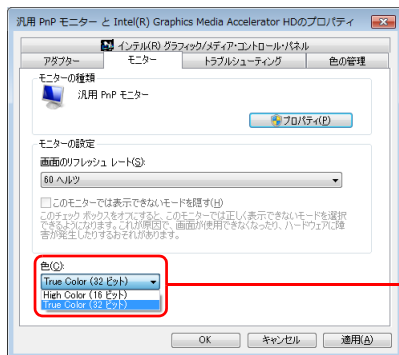 汎用 PnP モニター と Intel(R) Graphics Media Accelerator HDのプロパティ
インテル(R) グラフィック/メディア・コントロール・パネル
アダプター モニター トラブルシューティング 色の管理
モニターの種類
汎用 PnP モニター
プロパティ(P)
モニターの設定
画面のリフレッシュ レート(S):
60 ヘルツ
このモニターでは表示できないモードを隠す(H)
このチェック ボックスをオフにすると、このモニターでは正しく表示できないモードを選択
できるようになります。これが原因で、画面が使用できなくなったり、ハードウェアに障
害が発生したりするおそれがあります。
色(C):
True Color (32 ビット)
High Color (16 ビット)
True Color (32 ビット)
OK キャンセル 適用(A)